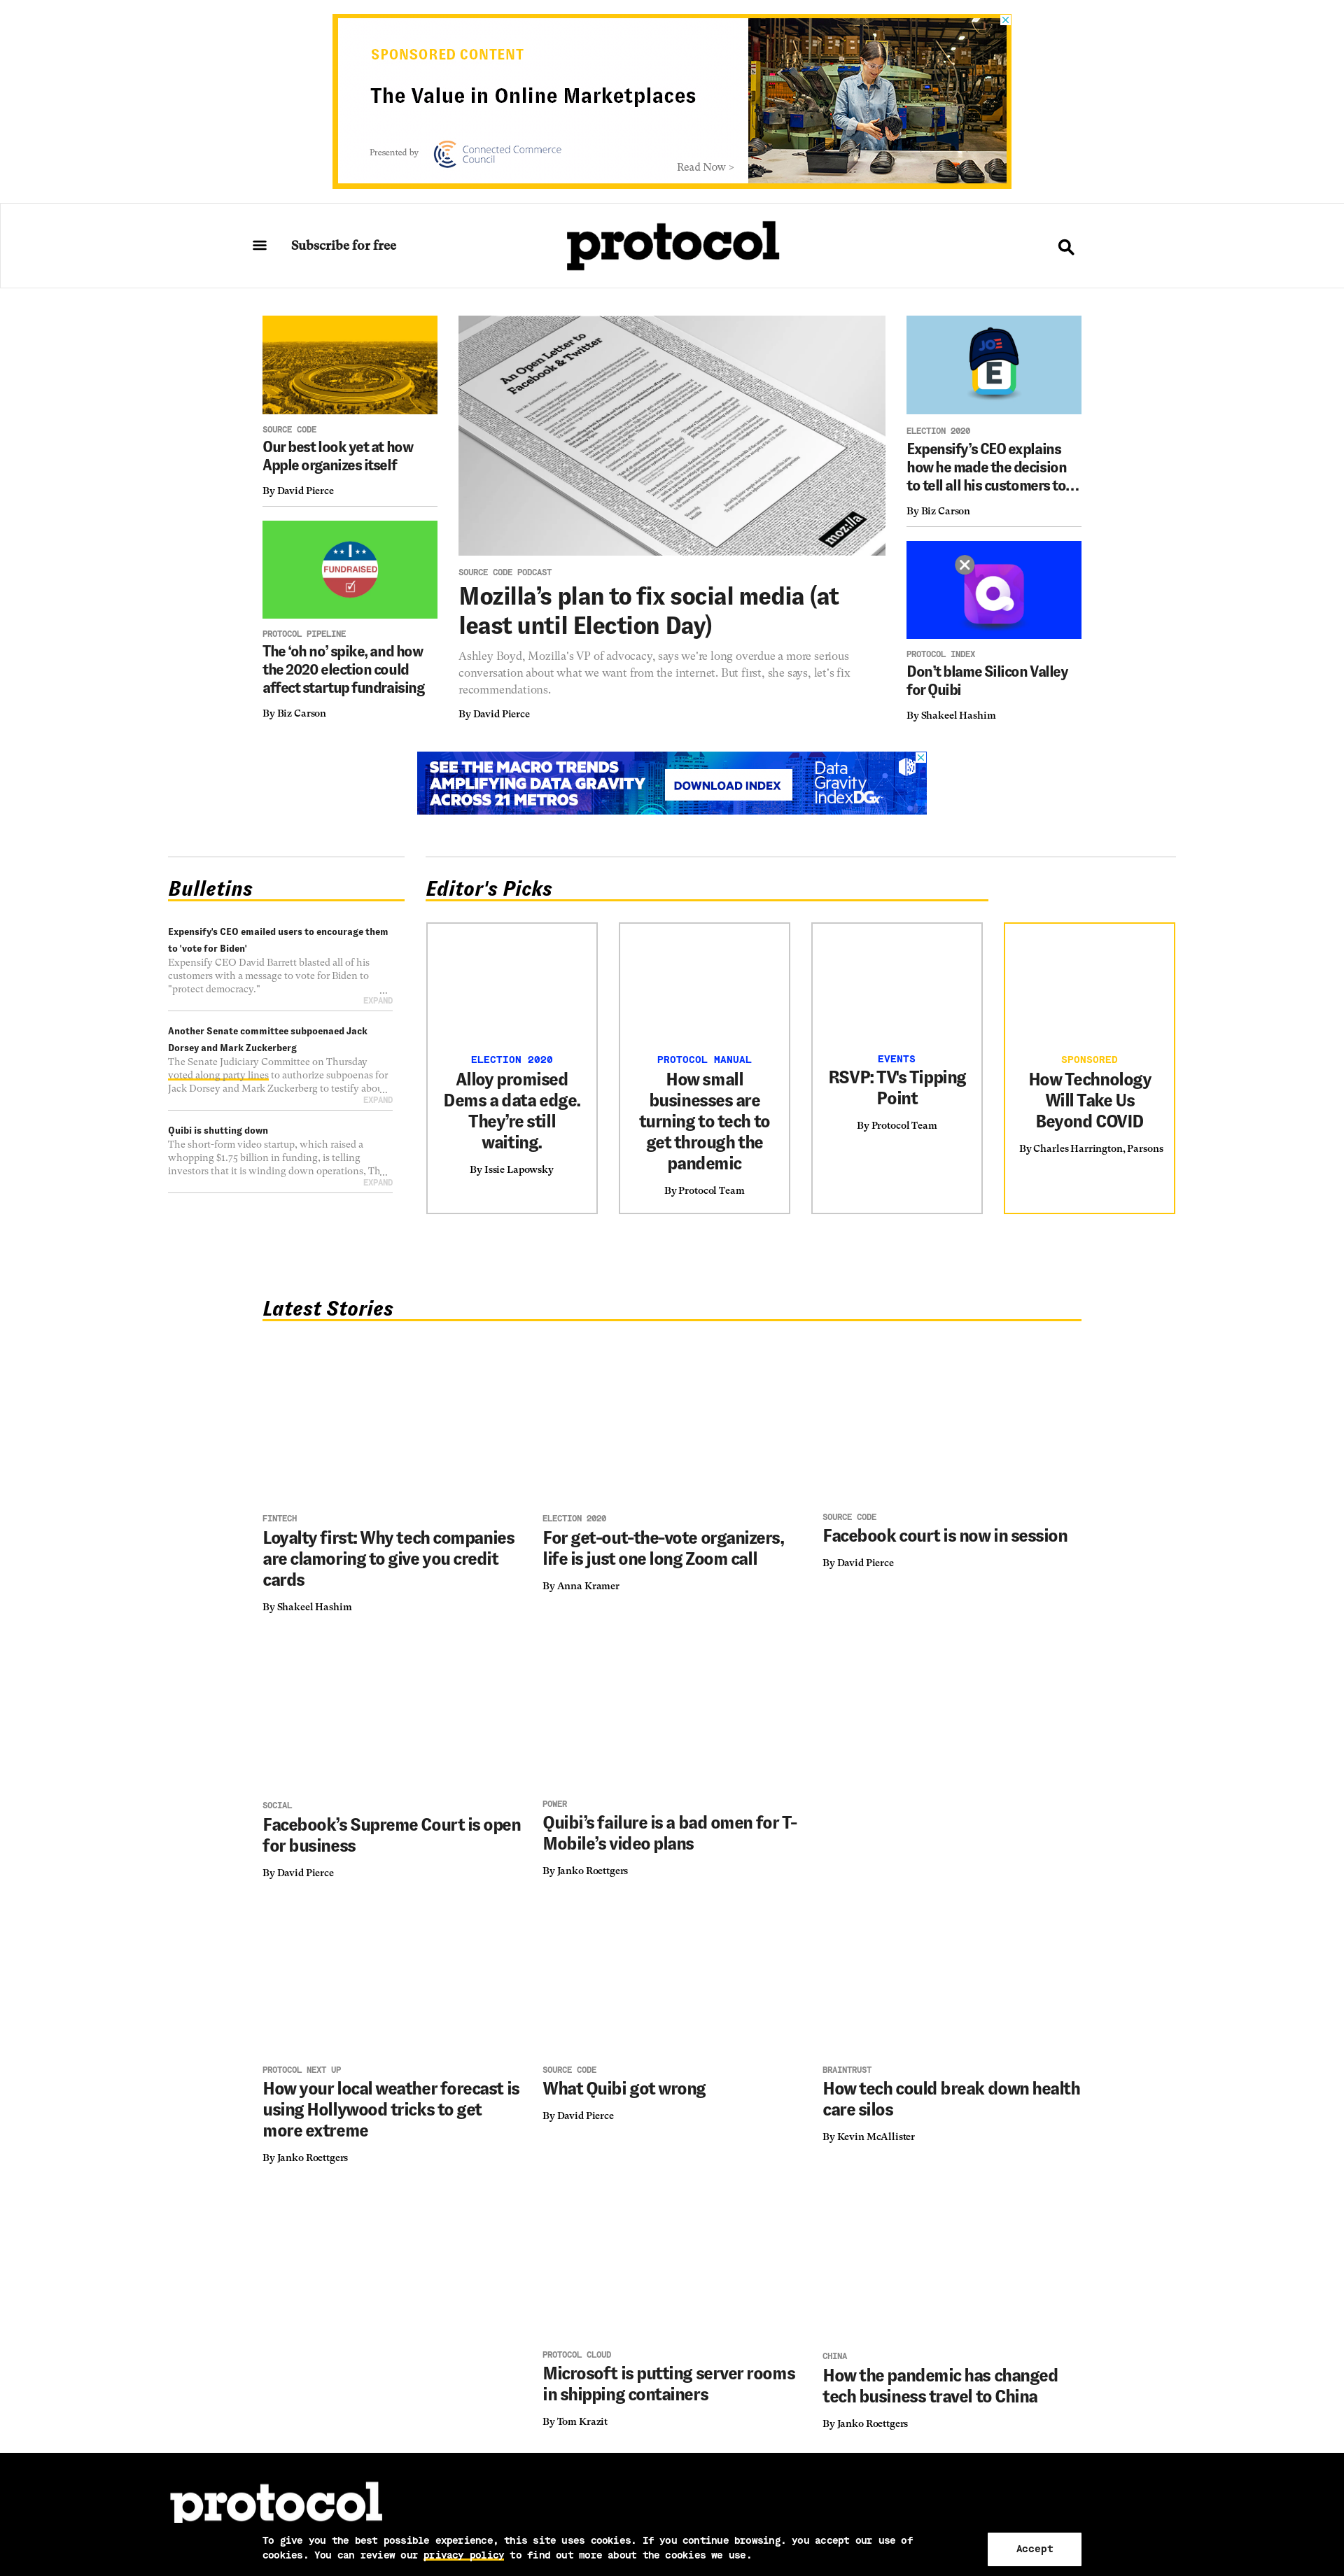 SPONSORED CONTENT
The Value in Online Marketplaces
Presented by
Connected Commerce
Council
Read Now >
Subscribe for free
protocol
SOURCE CODE
Our best look yet at how
Apple organizes itself
By David Pierce
FUNDRAISED
PROTOCOL PIPELINE
The ‘oh no’ spike, and how
the 2020 election could
affect startup fundraising
By Biz Carson
An Open Letter to
Facebook & Twitter
moz://a
SOURCE CODE PODCAST
Mozilla’s plan to fix social media (at
least until Election Day)
Ashley Boyd, Mozilla's VP of advocacy, says we're long overdue a more serious
conversation about what we want from the internet. But first, she says, let's fix
recommendations.
By David Pierce
JOE
E
ELECTION 2020
Expensify’s CEO explains
how he made the decision
to tell all his customers to…
By Biz Carson
PROTOCOL INDEX
Don’t blame Silicon Valley
for Quibi
By Shakeel Hashim
SEE THE MACRO TRENDS
AMPLIFYING DATA GRAVITY
ACROSS 21 METROS
DOWNLOAD INDEX
Data
Gravity
Index DGx
Bulletins
Expensify's CEO emailed users to encourage them
to 'vote for Biden'
Expensify CEO David Barrett blasted all of his
customers with a message to vote for Biden to
"protect democracy."
...
EXPAND
Another Senate committee subpoenaed Jack
Dorsey and Mark Zuckerberg
The Senate Judiciary Committee on Thursday
voted along party lines to authorize subpoenas for
Jack Dorsey and Mark Zuckerberg to testify abou...
EXPAND
Quibi is shutting down
The short-form video startup, which raised a
whopping $1.75 billion in funding, is telling
investors that it is winding down operations, Th...
EXPAND
Editor's Picks
ELECTION 2020
Alloy promised
Dems a data edge.
They’re still
waiting.
By Issie Lapowsky
PROTOCOL MANUAL
How small
businesses are
turning to tech to
get through the
pandemic
By Protocol Team
EVENTS
RSVP: TV's Tipping
Point
By Protocol Team
SPONSORED
How Technology
Will Take Us
Beyond COVID
By Charles Harrington, Parsons
Latest Stories
FINTECH
Loyalty first: Why tech companies
are clamoring to give you credit
cards
By Shakeel Hashim
ELECTION 2020
For get-out-the-vote organizers,
life is just one long Zoom call
By Anna Kramer
SOURCE CODE
Facebook court is now in session
By David Pierce
SOCIAL
Facebook’s Supreme Court is open
for business
By David Pierce
POWER
Quibi’s failure is a bad omen for T-
Mobile’s video plans
By Janko Roettgers
PROTOCOL NEXT UP
How your local weather forecast is
using Hollywood tricks to get
more extreme
By Janko Roettgers
SOURCE CODE
What Quibi got wrong
By David Pierce
BRAINTRUST
How tech could break down health
care silos
By Kevin McAllister
PROTOCOL CLOUD
Microsoft is putting server rooms
in shipping containers
By Tom Krazit
CHINA
How the pandemic has changed
tech business travel to China
By Janko Roettgers
protocol
To give you the best possible experience, this site uses cookies. If you continue browsing. you accept our use of
cookies. You can review our privacy policy to find out more about the cookies we use.
Accept